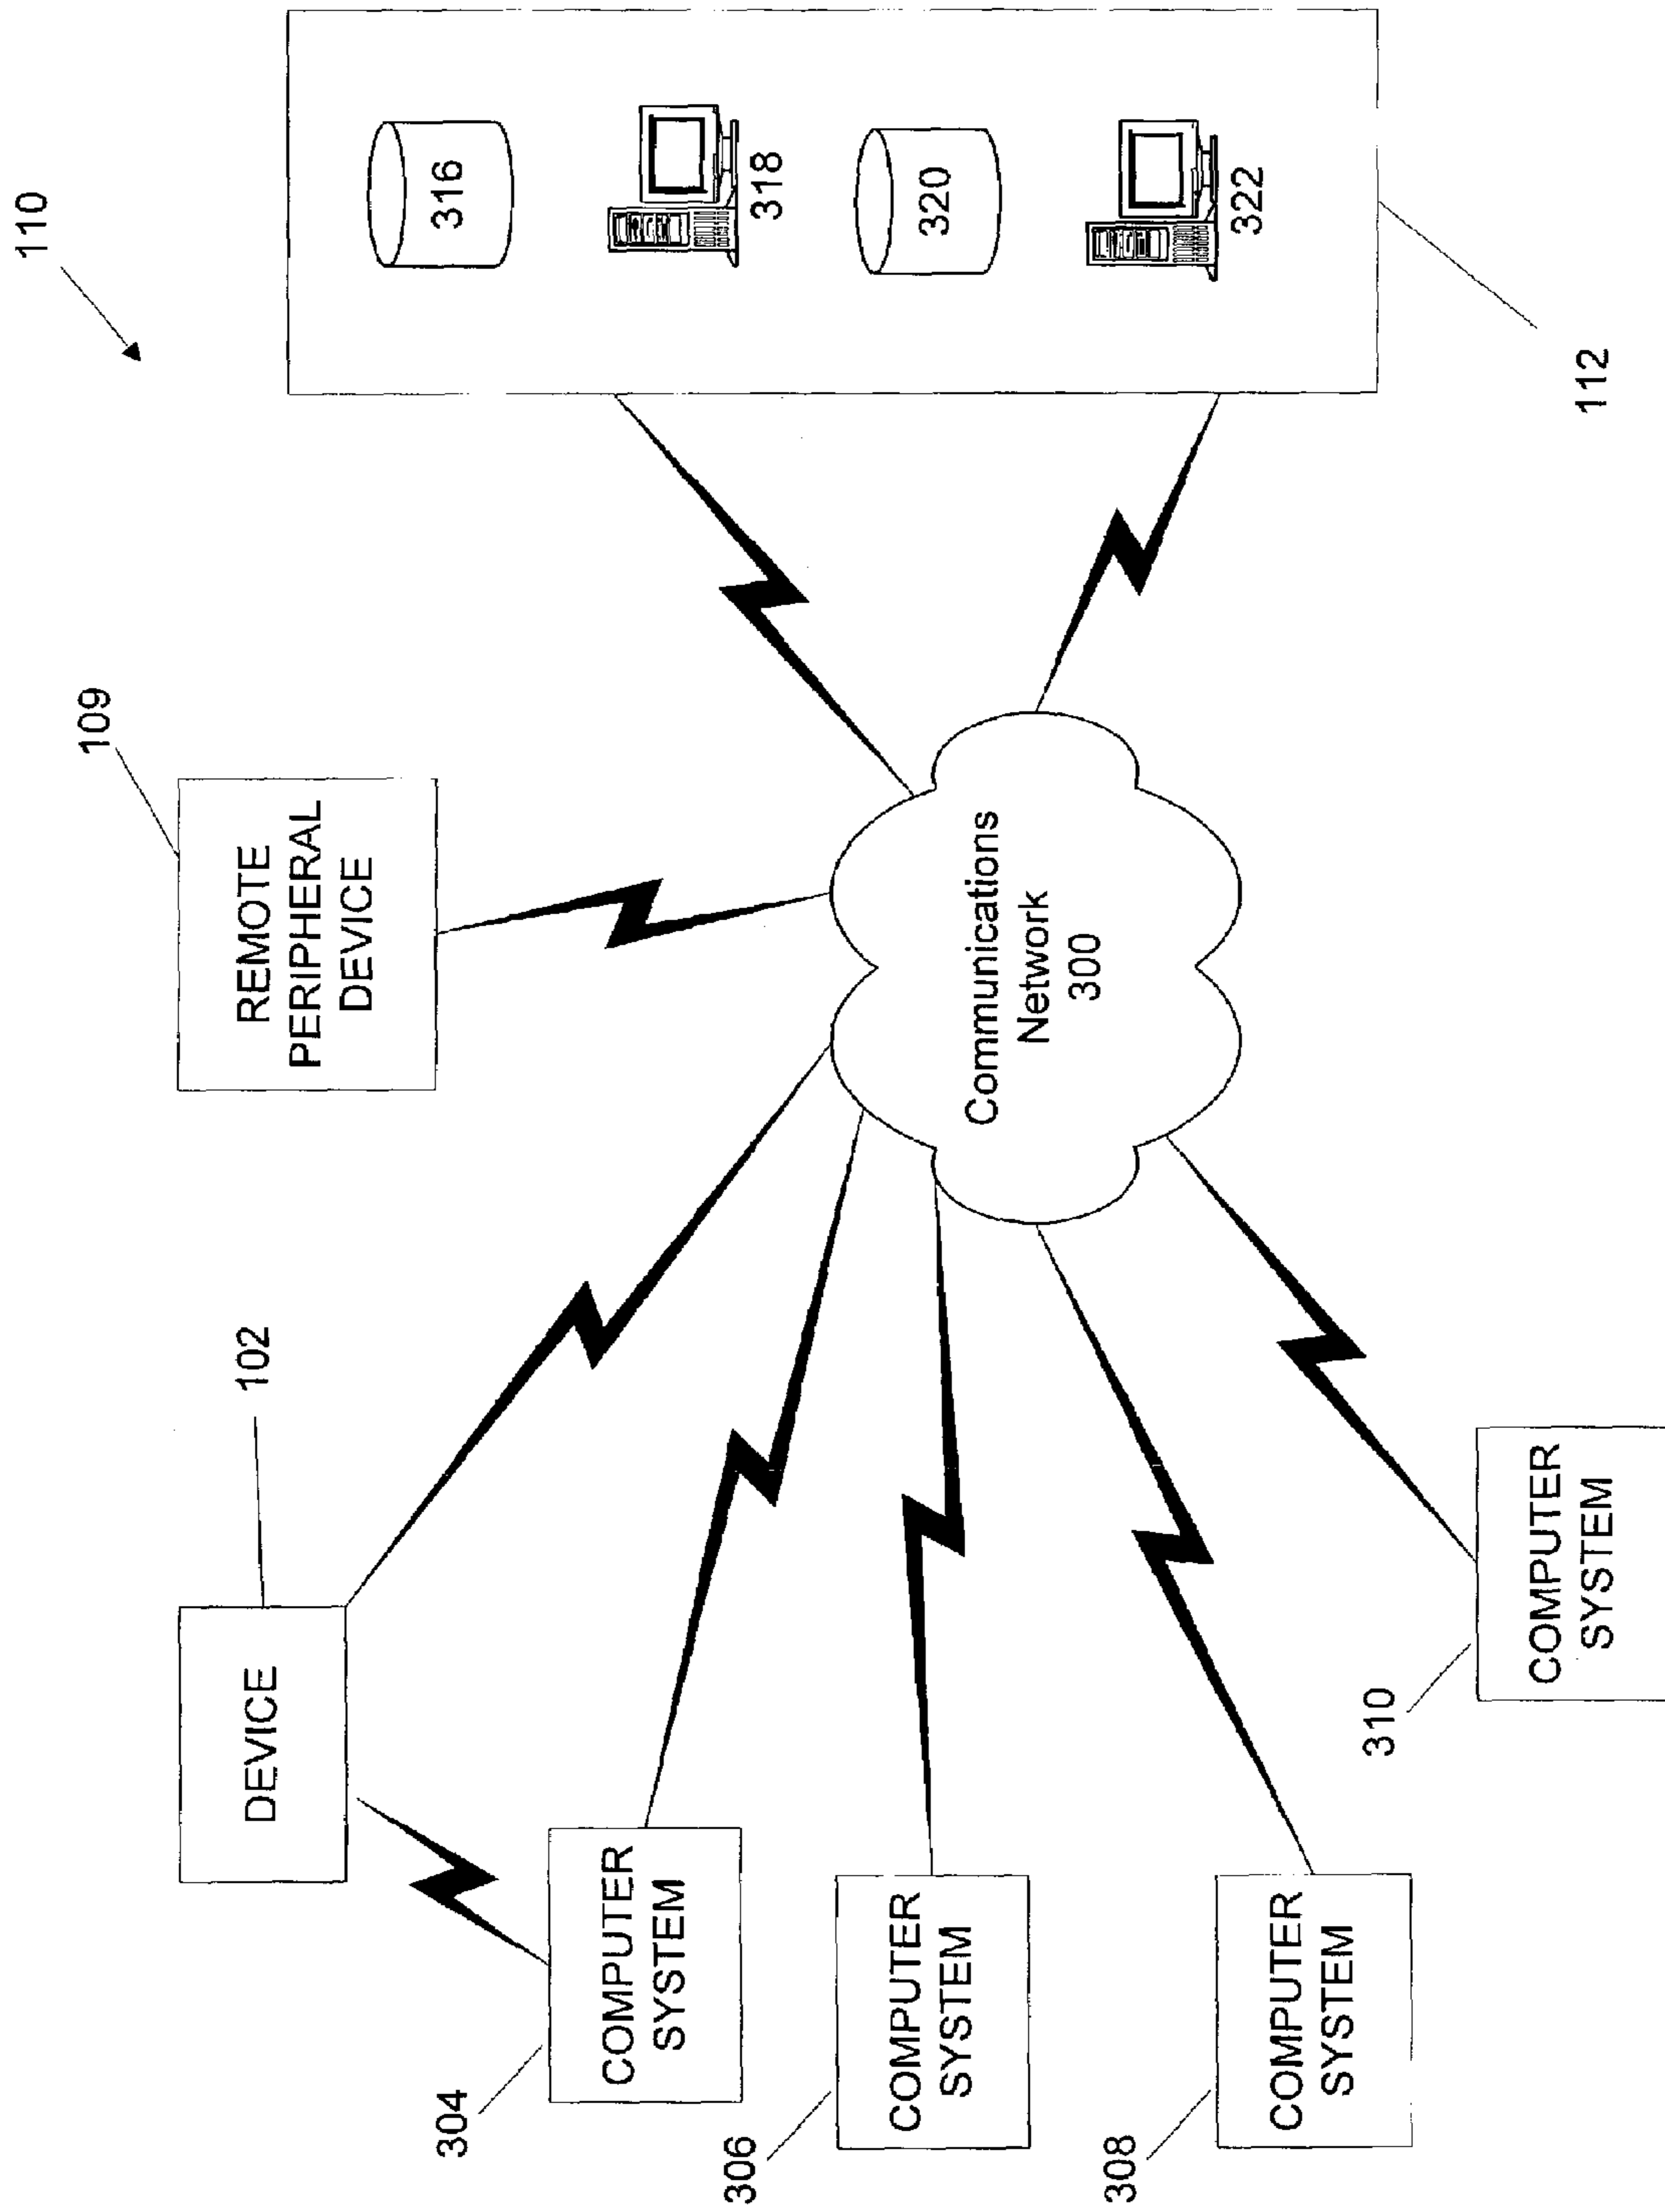 110
109
REMOTE
PERIPHERAL
DEVICE
102
DEVICE
316
318
320
322
112
304
COMPUTER
SYSTEM
306
COMPUTER
SYSTEM
308
COMPUTER
SYSTEM
310
COMPUTER
SYSTEM
Communications
Network
300